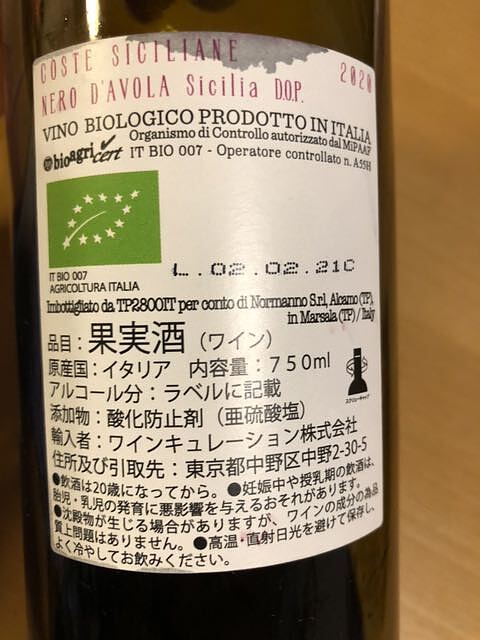 COSTE SICILIANE 2020
NERO D'AVOLA Sicilia D.O.P.
VINO BIOLOGICO PRODOTTO IN ITALIA
bioagricert Organismo di Controllo autorizzato dal MiPAAF
IT BIO 007 - Operatore controllato n. A55H
IT BIO 007
AGRICOLTURA ITALIA
L.02.02.21C
Imbottigliato da TP2800IT per conto di Normanno S.r.l, Alcamo (TP),
in Marsala (TP) / Italy
品目：果実酒（ワイン）
原産国：イタリア　内容量：750ml
アルコール分：ラベルに記載
添加物：酸化防止剤（亜硫酸塩）
輸入者：ワインキュレーション株式会社
住所及び引取先：東京都中野区中野2-30-5
スクリューキャップ
●飲酒は20歳になってから。●妊娠中や授乳期の飲酒は、
胎児・乳児の発育に悪影響を与えるおそれがあります。
●沈殿物が生じる場合がありますが、ワインの成分の為品
質上問題はありません。●高温・直射日光を避けて保存し、
よく冷やしてお飲みください。